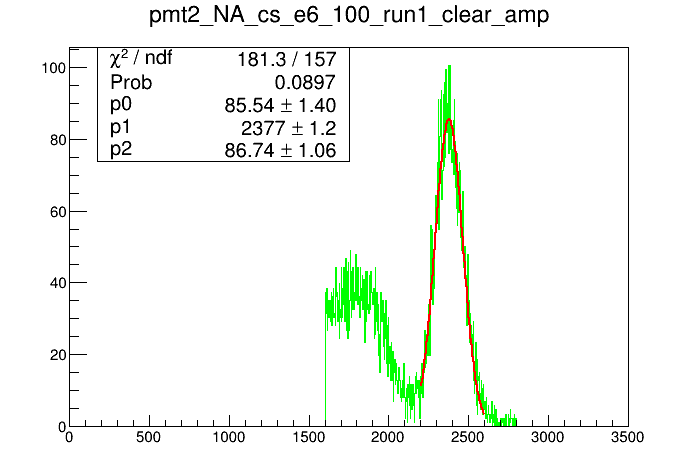 pmt2_NA_cs_e6_100_run1_clear_amp
χ² / ndf 181.3 / 157
Prob 0.0897
p0 85.54 ± 1.40
p1 2377 ± 1.2
p2 86.74 ± 1.06
100
80
60
40
20
0
0 500 1000 1500 2000 2500 3000 3500